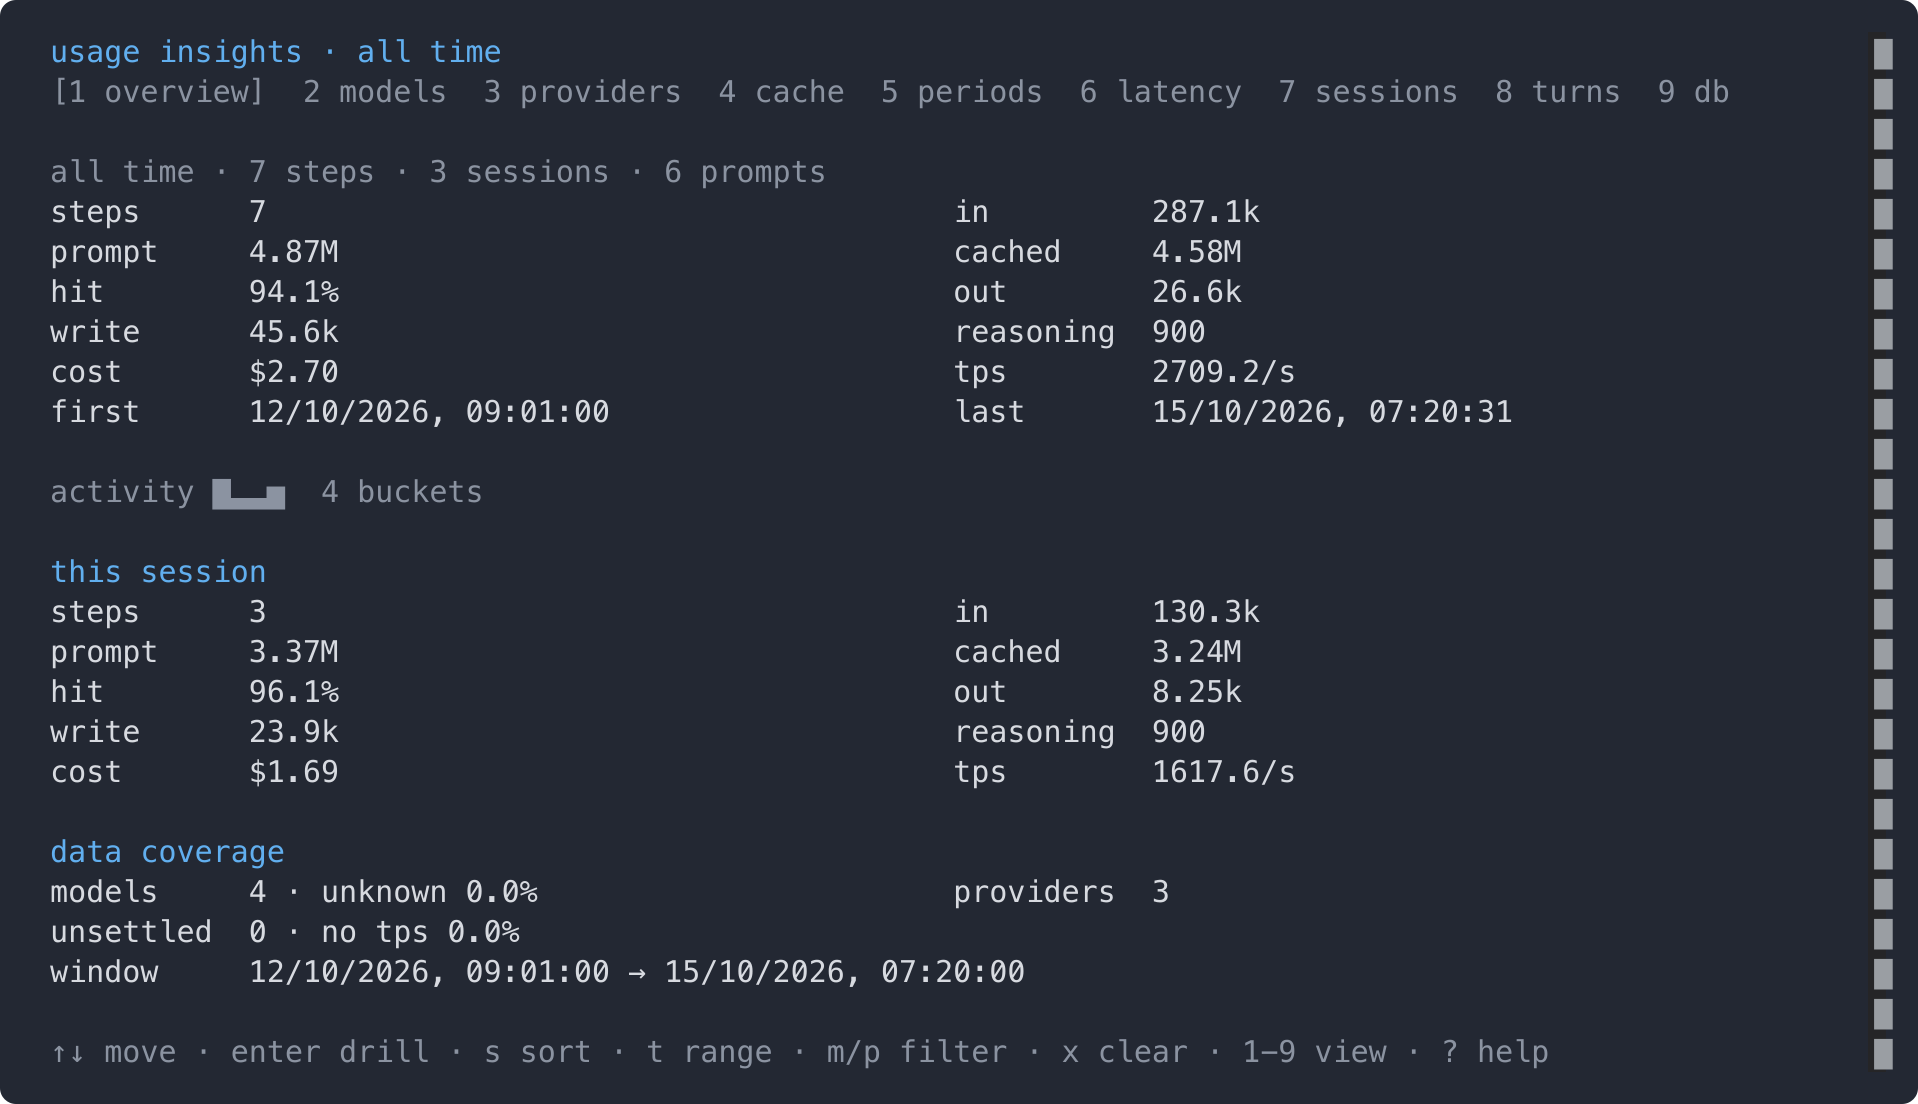 usage insights · all time
[1 overview]  2 models  3 providers  4 cache  5 periods  6 latency  7 sessions  8 turns  9 db
all time · 7 steps · 3 sessions · 6 prompts
steps      7      in         287.1k
prompt     4.87M      cached     4.58M
hit        94.1%      out        26.6k
write      45.6k      reasoning  900
cost       $2.70      tps        2709.2/s
first      12/10/2026, 09:01:00      last       15/10/2026, 07:20:31
activity   4 buckets
this session
steps      3      in         130.3k
prompt     3.37M      cached     3.24M
hit        96.1%      out        8.25k
write      23.9k      reasoning  900
cost       $1.69      tps        1617.6/s
data coverage
models     4 · unknown 0.0%      providers  3
unsettled  0 · no tps 0.0%
window     12/10/2026, 09:01:00 → 15/10/2026, 07:20:00
↑↓ move · enter drill · s sort · t range · m/p filter · x clear · 1–9 view · ? help